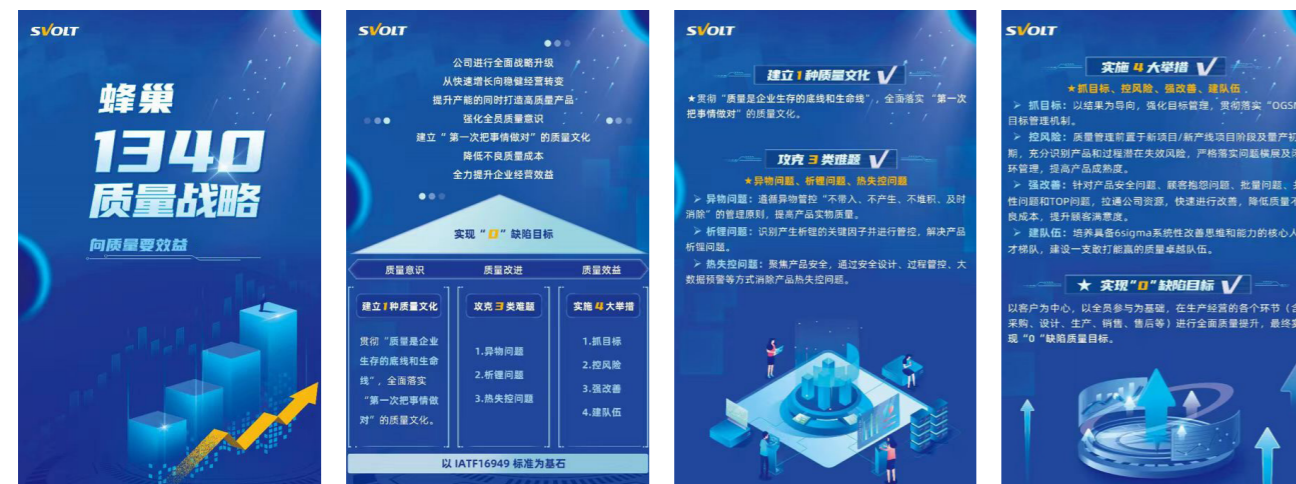 SVOLT
蜂巢
1340
质量战略
向质量要效益
SVOLT
公司进行全面战略升级
从快速增长向稳健经营转变
提升产能的同时打造高质量产品
强化全员质量意识
建立“第一次把事情做对”的质量文化
降低不良质量成本
全力提升企业经营效益
实现“0”缺陷目标
质量意识 质量改进 质量效益
建立1种质量文化
贯彻“质量是企业
生存的底线和生命
线”，全面落实
“第一次把事情做
对”的质量文化。
攻克3类难题
1.异物问题
2.析锂问题
3.热失控问题
实施4大举措
1.抓目标
2.控风险
3.强改善
4.建队伍
以 IATF16949 标准为基石
SVOLT
建立1种质量文化
★贯彻“质量是企业生存的底线和生命线”，全面落实“第一次
把事情做对”的质量文化。
攻克3类难题
★异物问题、析锂问题、热失控问题
➢ 异物问题：遵循异物管控“不带入、不产生、不堆积、及时
消除”的管理原则，提高产品实物质量。
➢ 析锂问题：识别产生析锂的关键因子并进行管控，解决产品
析锂问题。
➢ 热失控问题：聚焦产品安全，通过安全设计、过程管控、大
数据预警等方式消除产品热失控问题。
SVOLT
实施4大举措
★抓目标、控风险、强改善、建队伍
➢ 抓目标：以结果为导向，强化目标管理，贯彻落实“OGSM
目标管理机制。
➢ 控风险：质量管理前置于新项目/新产线项目阶段及量产初
期，充分识别产品和过程潜在失效风险，严格落实问题横展及闭
环管理，提高产品成熟度。
➢ 强改善：针对产品安全问题、顾客抱怨问题、批量问题、
性问题和TOP问题，拉通公司资源，快速进行改善，降低质量不
良成本，提升顾客满意度。
➢ 建队伍：培养具备6sigma系统性改善思维和能力的核心人
才梯队，建设一支敢打能赢的质量卓越队伍。
★ 实现“0”缺陷目标
以客户为中心，以全员参与为基础，在生产经营的各个环节（含
采购、设计、生产、销售、售后等）进行全面质量提升，最终实
现“0”缺陷质量目标。